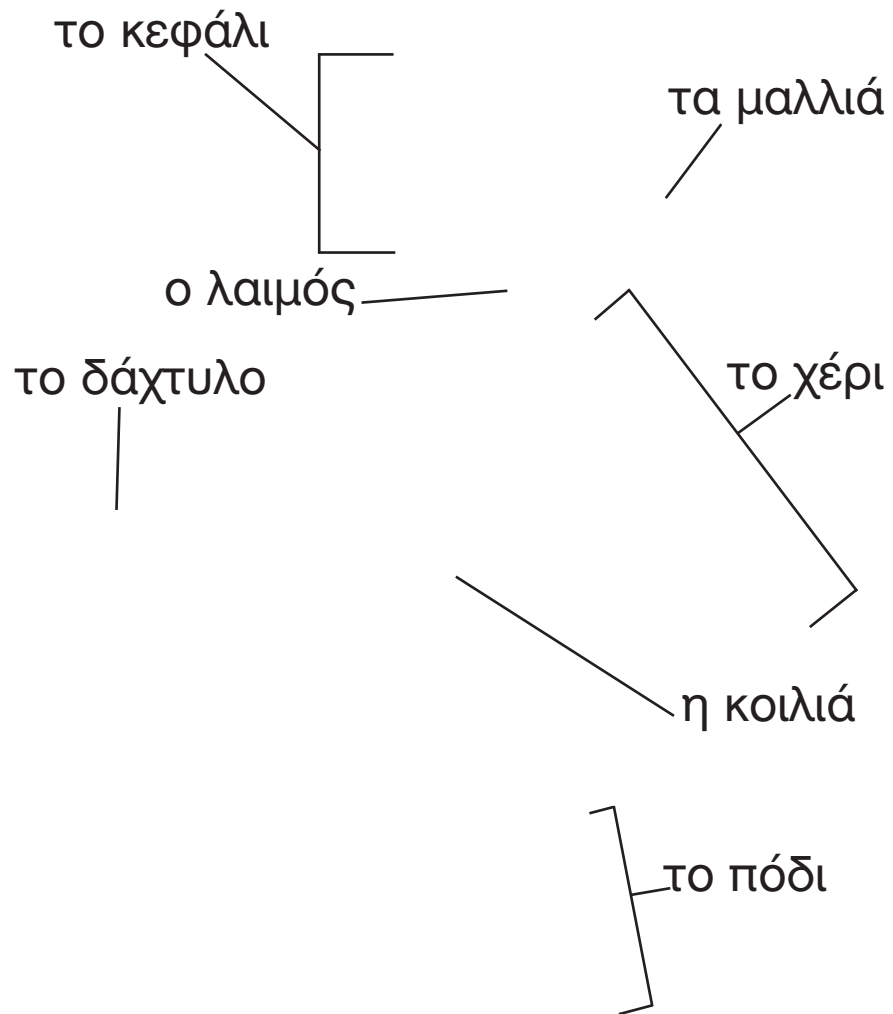 το κεφάλι
τα μαλλιά
ο λαιμός
το δάχτυλο
το χέρι
η κοιλιά
το πόδι